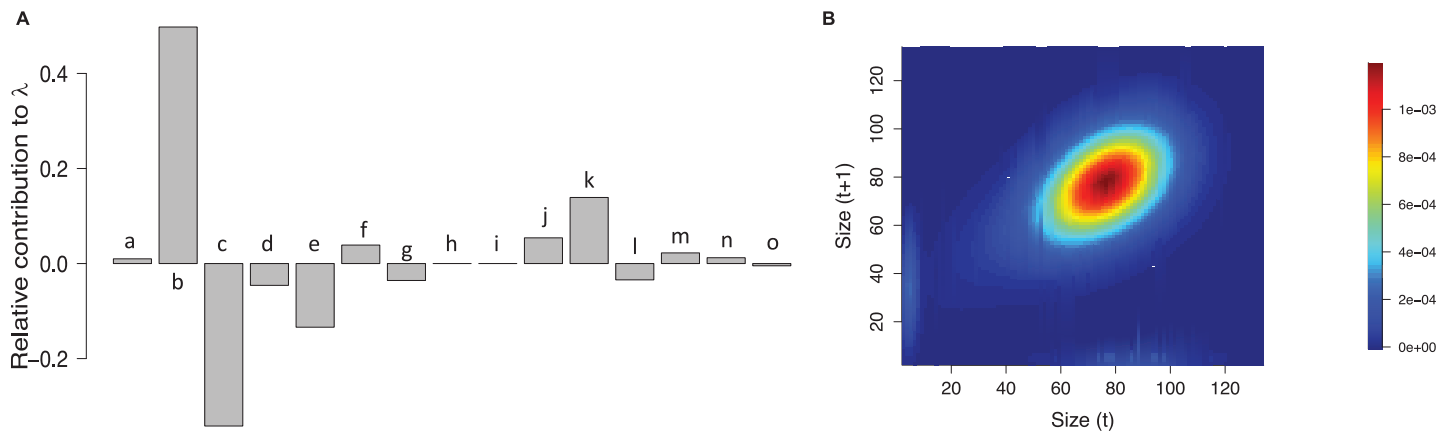 A
Relative contribution to λ
0.4
0.2
0.0
−0.2
a
b
c
d
e
f
g
h
i
j
k
l
m
n
o
B
Size (t+1)
120
100
80
60
40
20
20 40 60 80 100 120
Size (t)
1e−03
8e−04
6e−04
4e−04
2e−04
0e+00